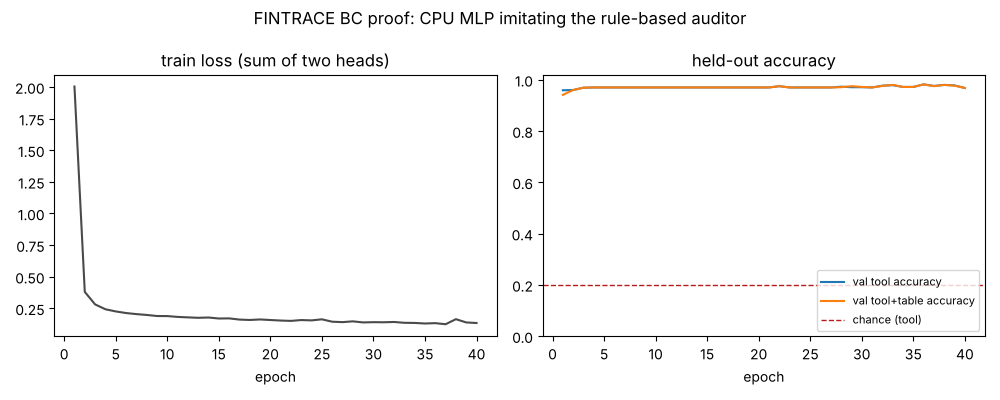 FINTRACE BC proof: CPU MLP imitating the rule-based auditor
train loss (sum of two heads)
2.00
1.75
1.50
1.25
1.00
0.75
0.50
0.25
0 5 10 15 20 25 30 35 40
epoch
held-out accuracy
1.0
0.8
0.6
0.4
0.2
0.0
val tool accuracy
val tool+table accuracy
chance (tool)
0 5 10 15 20 25 30 35 40
epoch